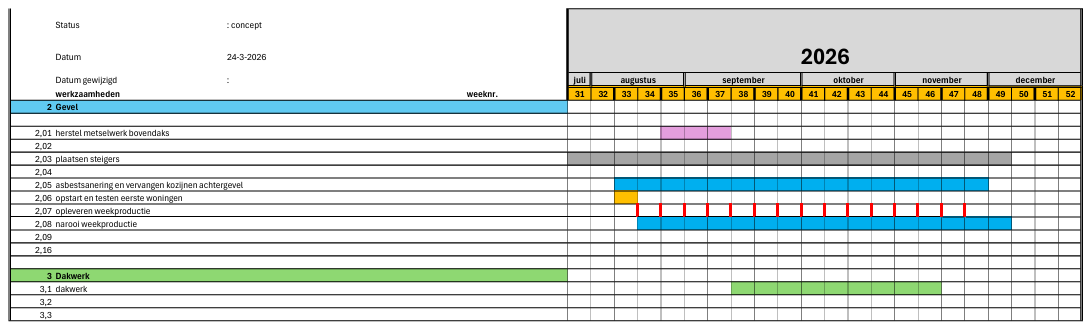 Status : concept
2026
Datum 24-3-2026
Datum gewijzigd :
juli augustus september oktober november december
werkzaamheden weeknr. 31 32 33 34 35 36 37 38 39 40 41 42 43 44 45 46 47 48 49 50 51 52
2 Gevel
2,01 herstel metselwerk bovendaks
2,02
2,03 plaatsen steigers
2,04
2,05 asbestsanering en vervangen kozijnen achtergevel
2,06 opstart en testen eerste woningen
2,07 opleveren weekproductie
2,08 narooi weekproductie
2,09
2,16
3 Dakwerk
3,1 dakwerk
3,2
3,3